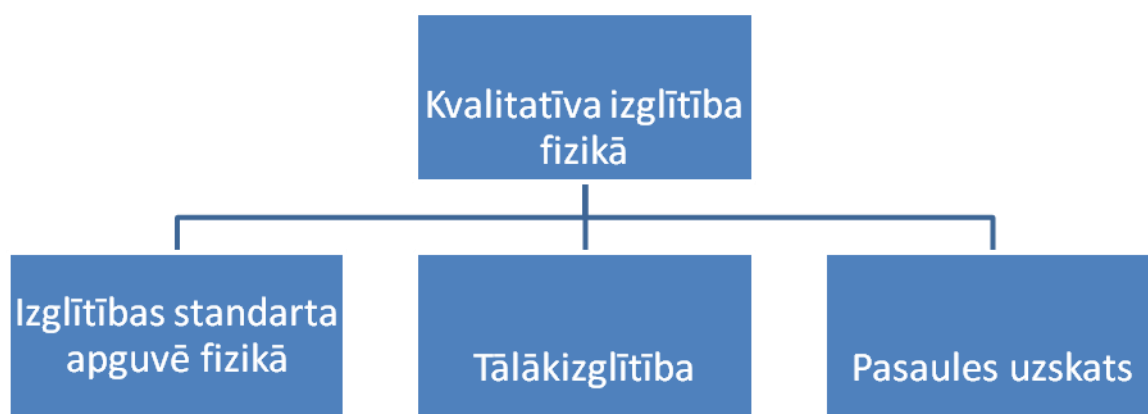 Kvalitatīva izglītība
fizikā
Izglītības standarta
apguvē fizikā
Tālākizglītība
Pasaules uzskats